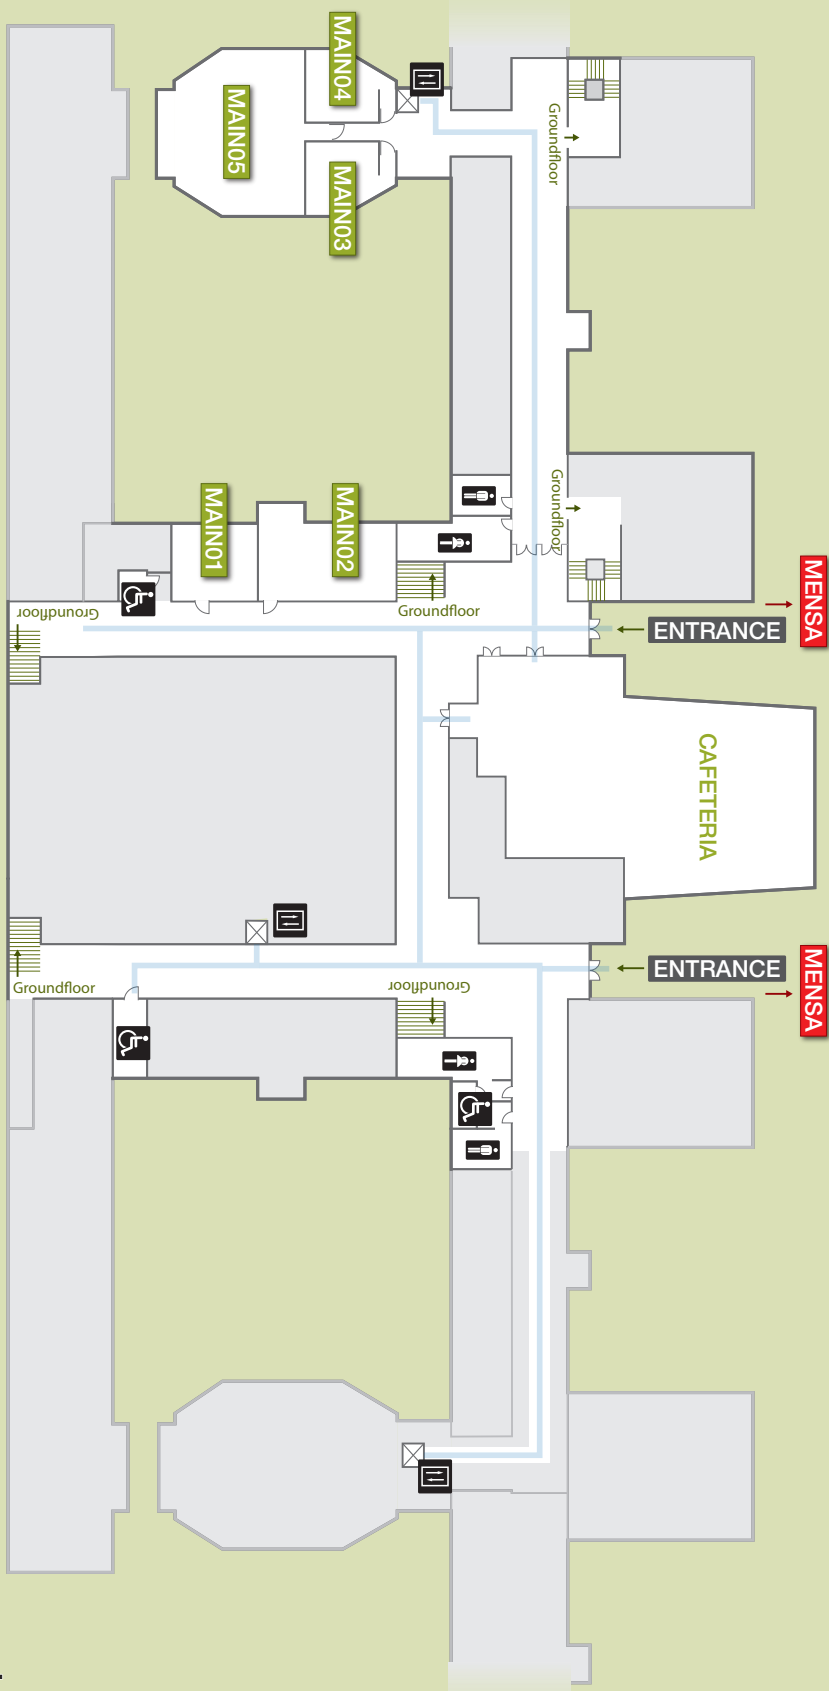 MAIN04
MAIN05
MAIN03
Groundfloor
MAIN01
MAIN02
Groundfloor
MENSA
Groundfloor
Groundfloor
ENTRANCE
CAFETERIA
ENTRANCE
MENSA
Groundfloor
Groundfloor